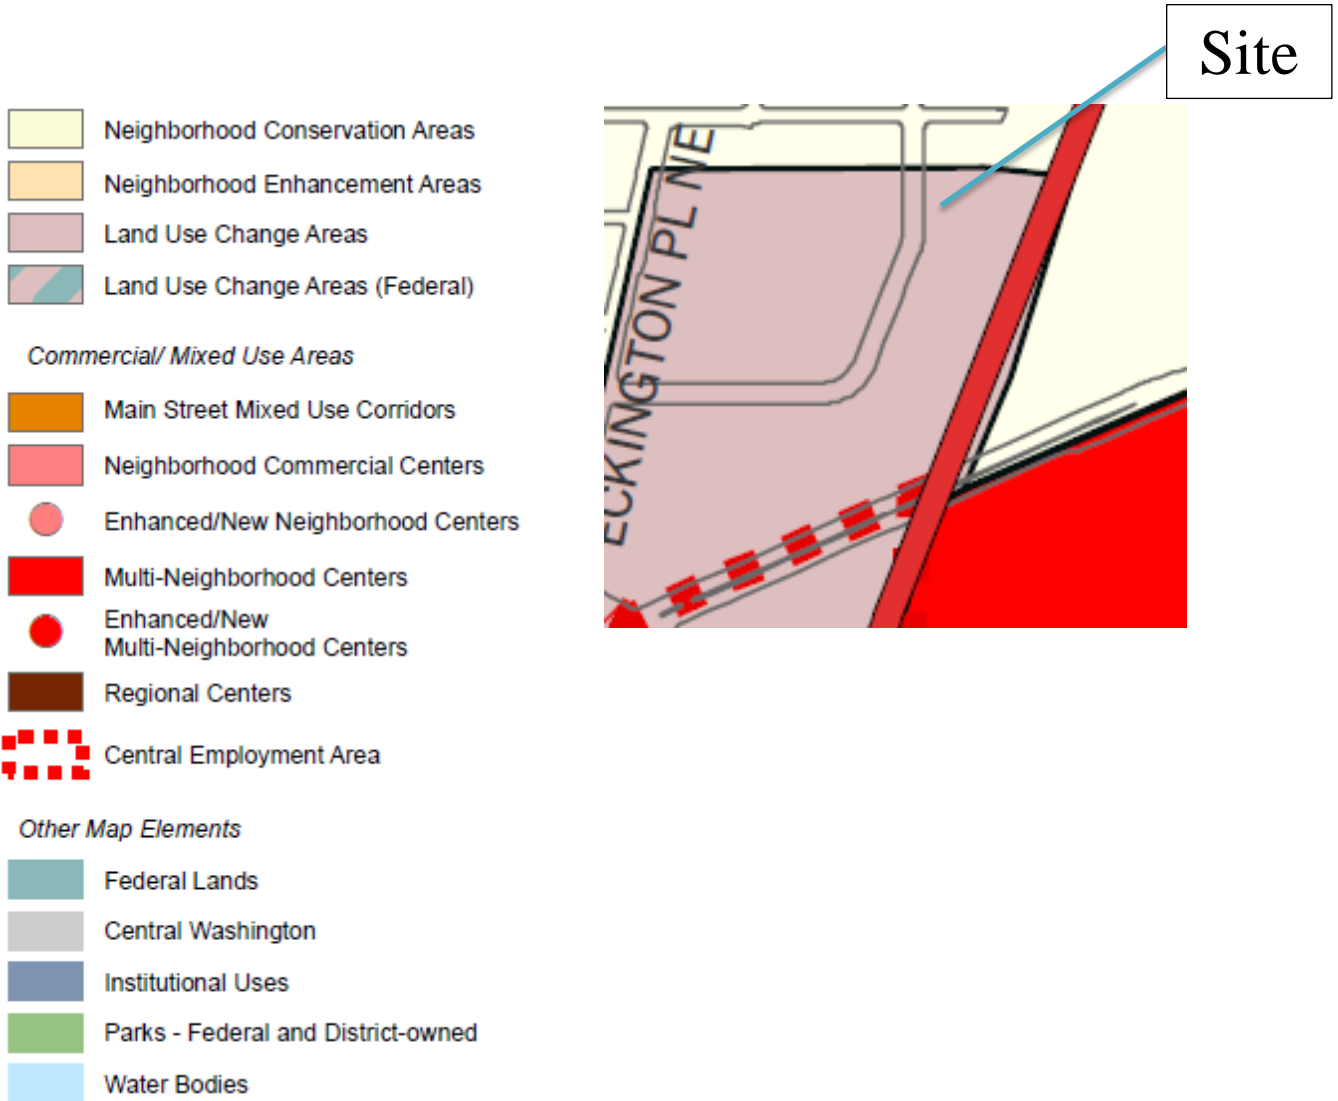 Site
Neighborhood Conservation Areas
Neighborhood Enhancement Areas
Land Use Change Areas
Land Use Change Areas (Federal)
Commercial/ Mixed Use Areas
Main Street Mixed Use Corridors
Neighborhood Commercial Centers
Enhanced/New Neighborhood Centers
Multi-Neighborhood Centers
Enhanced/New
Multi-Neighborhood Centers
Regional Centers
Central Employment Area
Other Map Elements
Federal Lands
Central Washington
Institutional Uses
Parks - Federal and District-owned
Water Bodies
ECKINGTON PL NE